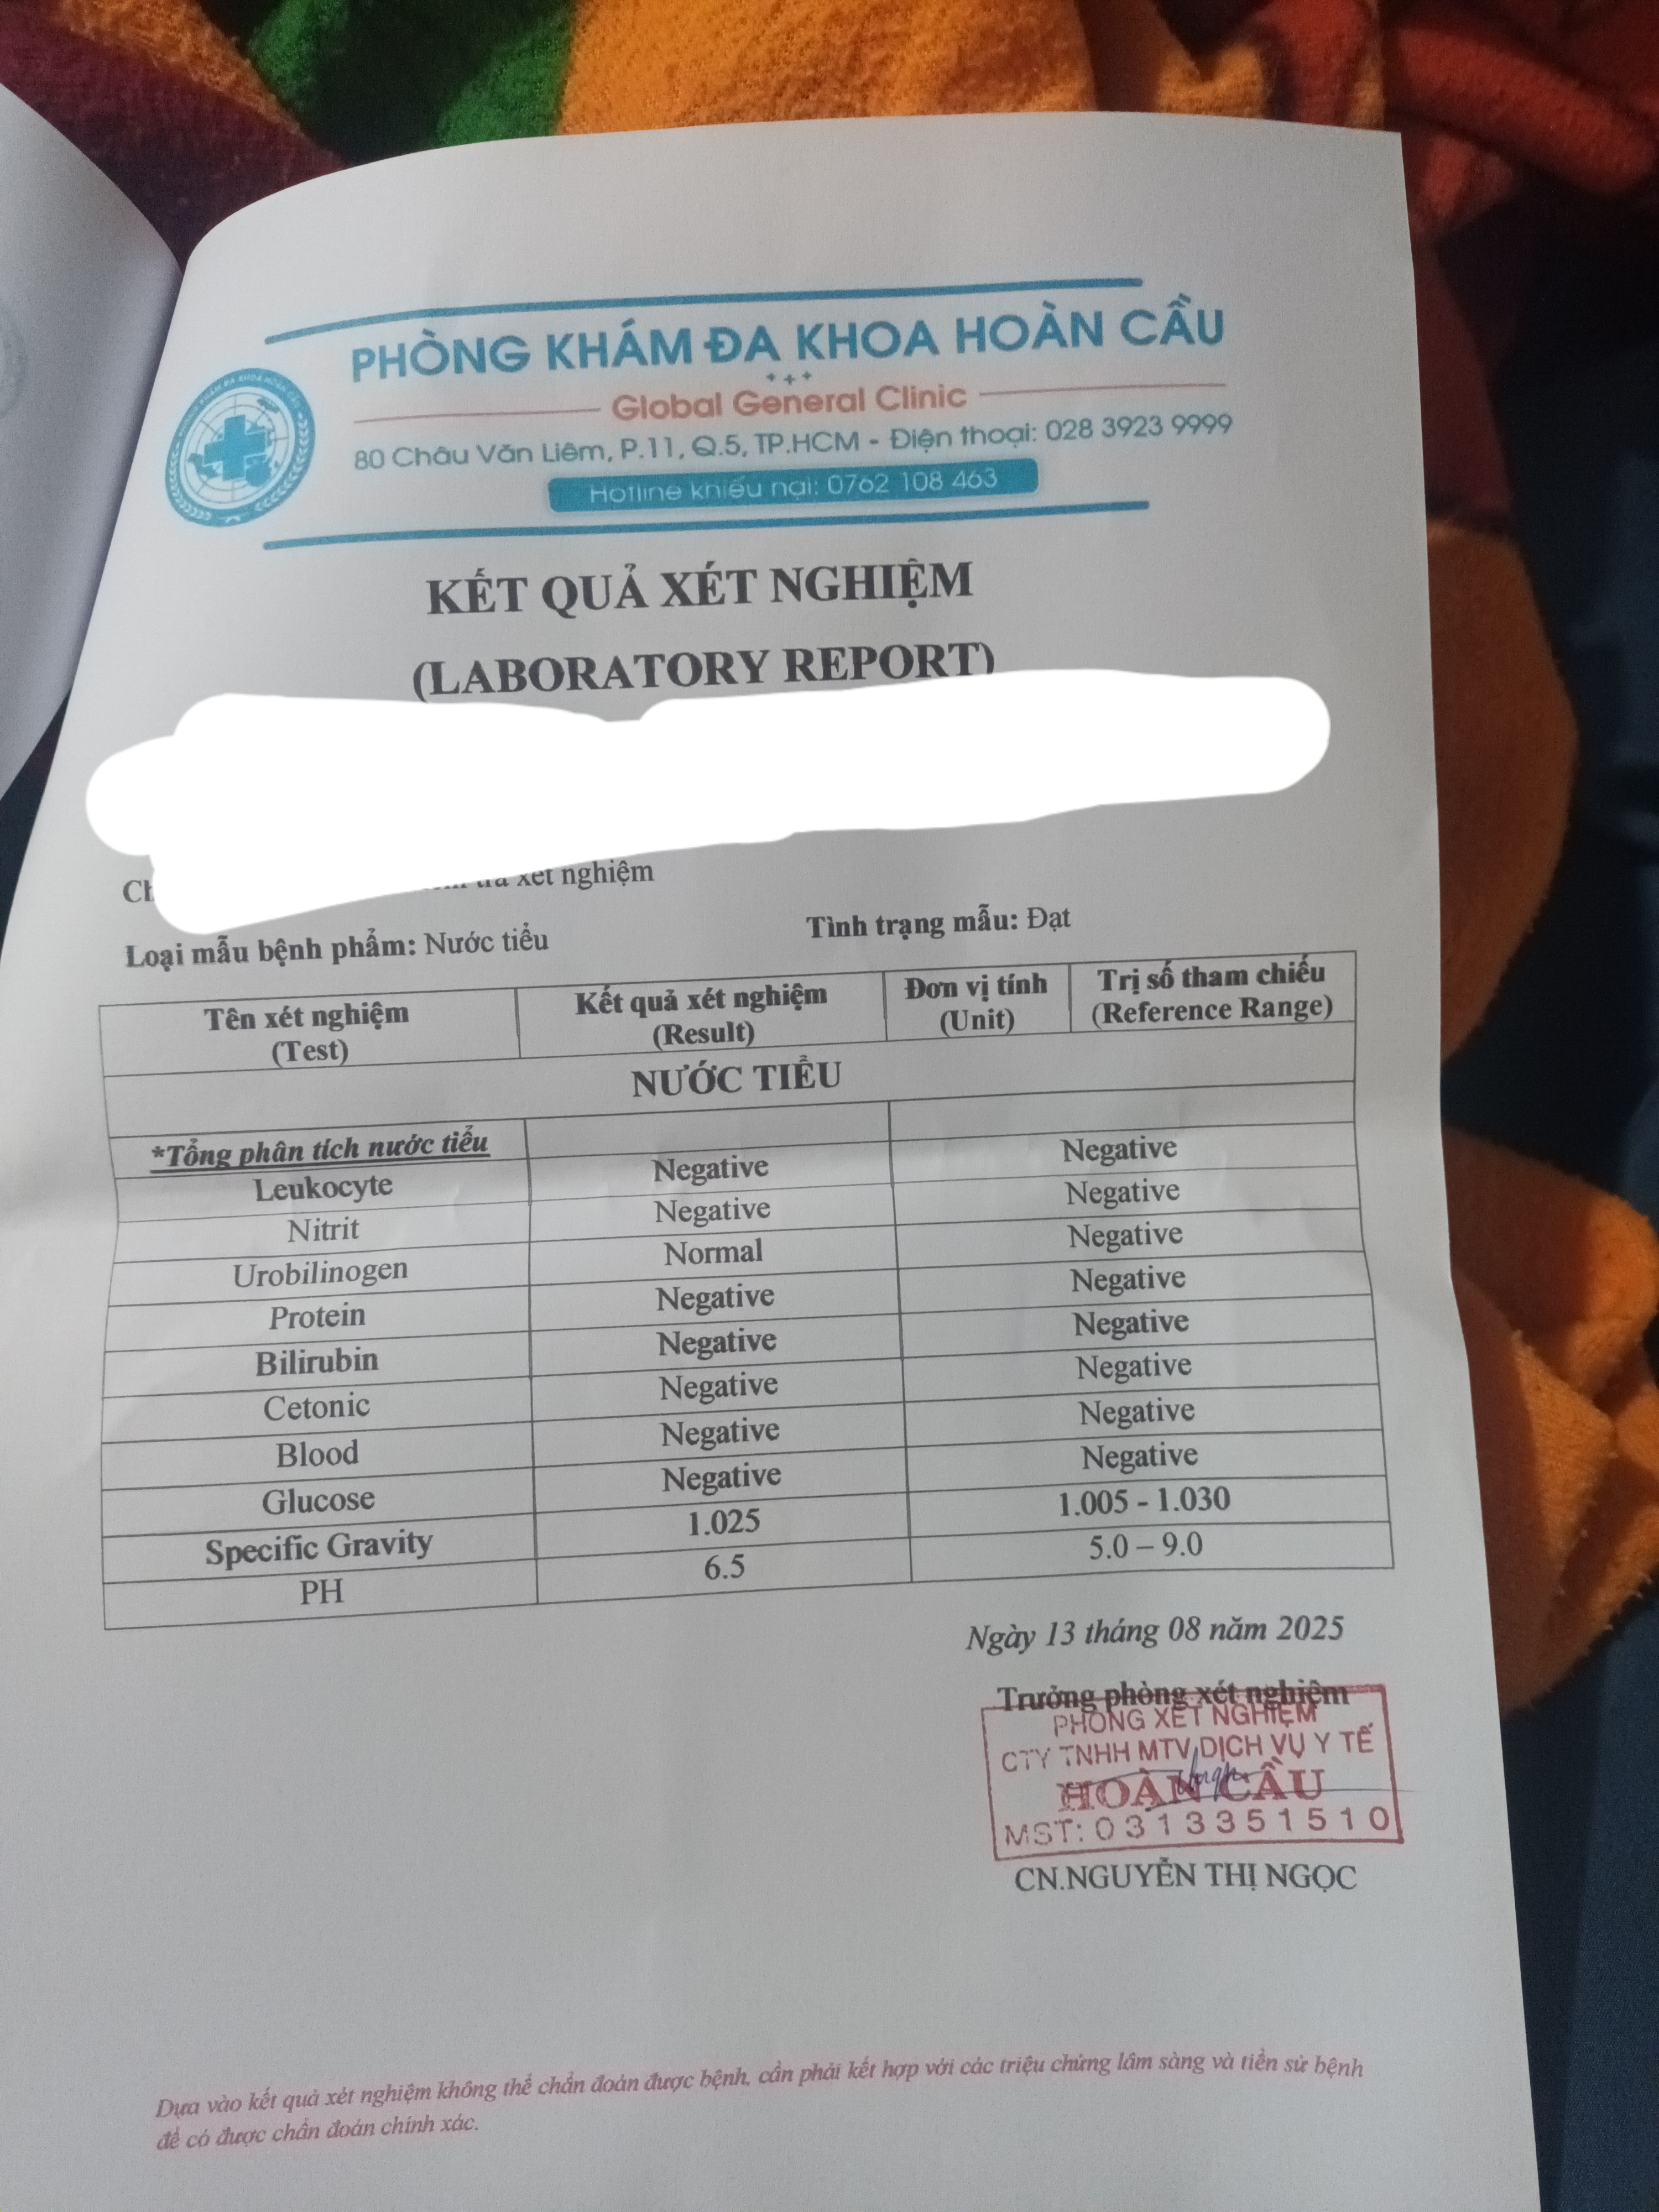 PHÒNG KHÁM ĐA KHOA HOÀN CẦU
Global General Clinic
80 Châu Văn Liêm, P.11, Q.5, TP.HCM - Điện thoại: 028 3923 9999
Hotline khiếu nại: 0762 108 463
KẾT QUẢ XÉT NGHIỆM
(LABORATORY REPORT)
xét nghiệm
Loại mẫu bệnh phẩm: Nước tiểu Tình trạng mẫu: Đạt
Tên xét nghiệm (Test) Kết quả xét nghiệm (Result) Đơn vị tính (Unit) Trị số tham chiếu (Reference Range)
NƯỚC TIỂU
*Tổng phân tích nước tiểu
Leukocyte Negative Negative
Nitrit Negative Negative
Urobilinogen Normal Negative
Protein Negative Negative
Bilirubin Negative Negative
Cetonic Negative Negative
Blood Negative Negative
Glucose Negative Negative
Specific Gravity 1.025 1.005 - 1.030
PH 6.5 5.0 – 9.0
Ngày 13 tháng 08 năm 2025
Trưởng phòng xét nghiệm
PHÒNG XÉT NGHIỆM
CTY TNHH MTV DỊCH VỤ Y TẾ
HOÀN CẦU
MST: 0313351510
CN.NGUYỄN THỊ NGỌC
Dựa vào kết quả xét nghiệm không thể chẩn đoán được bệnh, cần phải kết hợp với các triệu chứng lâm sàng và tiền sử bệnh
để có được chẩn đoán chính xác.